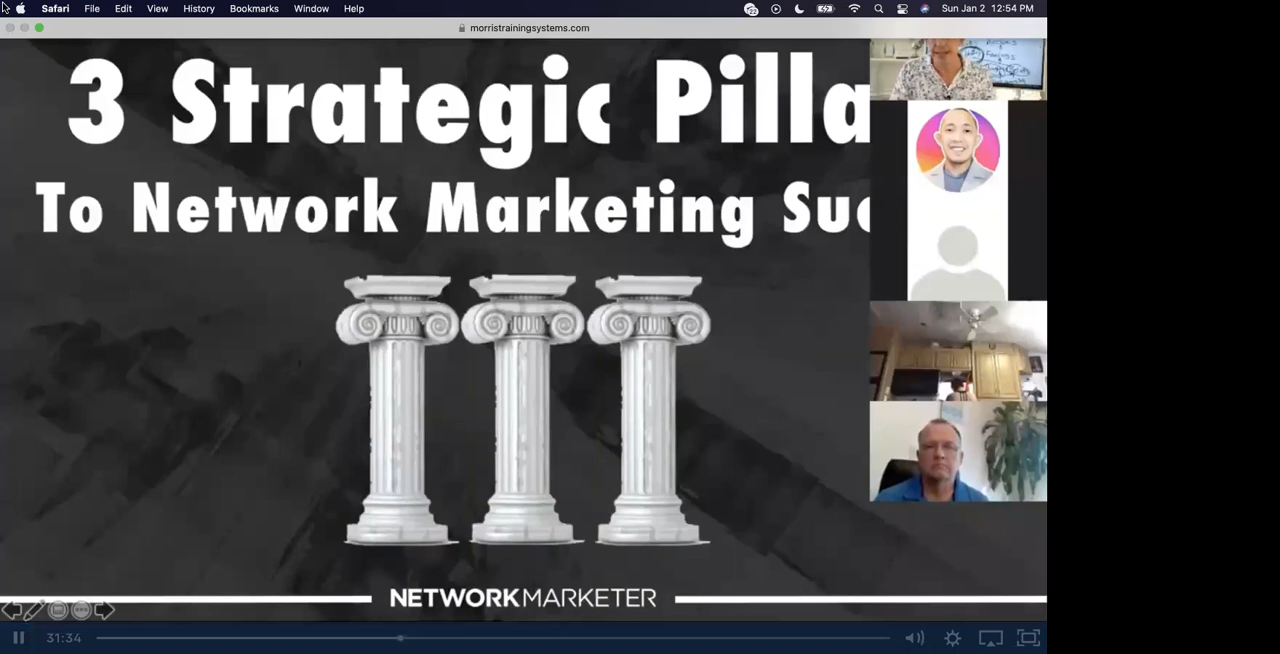 Safari File Edit View History Bookmarks Window Help Sun Jan 2 12:54 PM
morristrainingsystems.com
3 Strategic Pilla
To Network Marketing Suc
NETWORKMARKETER
31:34